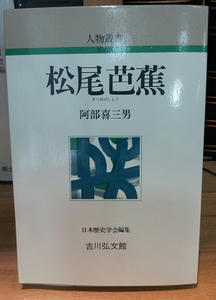 人物叢書
松尾芭蕉
まつおばしょう
阿部喜三男
日本歴史学会編集
吉川弘文館